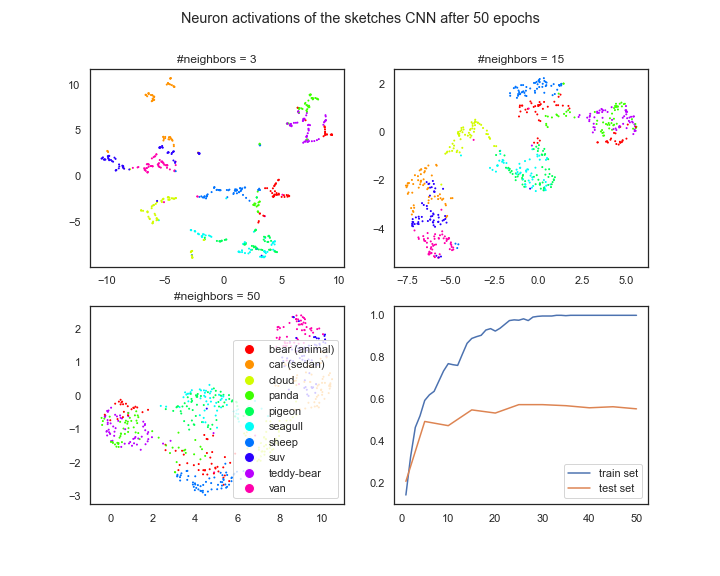 Neuron activations of the sketches CNN after 50 epochs
#neighbors = 3
10
5
0
−5
−10
−5
0
5
10
#neighbors = 15
2
0
−2
−4
−7.5
−5.0
−2.5
0.0
2.5
5.0
#neighbors = 50
2
1
0
−1
−2
−3
0
2
4
6
8
10
bear (animal)
car (sedan)
cloud
panda
pigeon
seagull
sheep
suv
teddy-bear
van
1.0
0.8
0.6
0.4
0.2
0
10
20
30
40
50
train set
test set